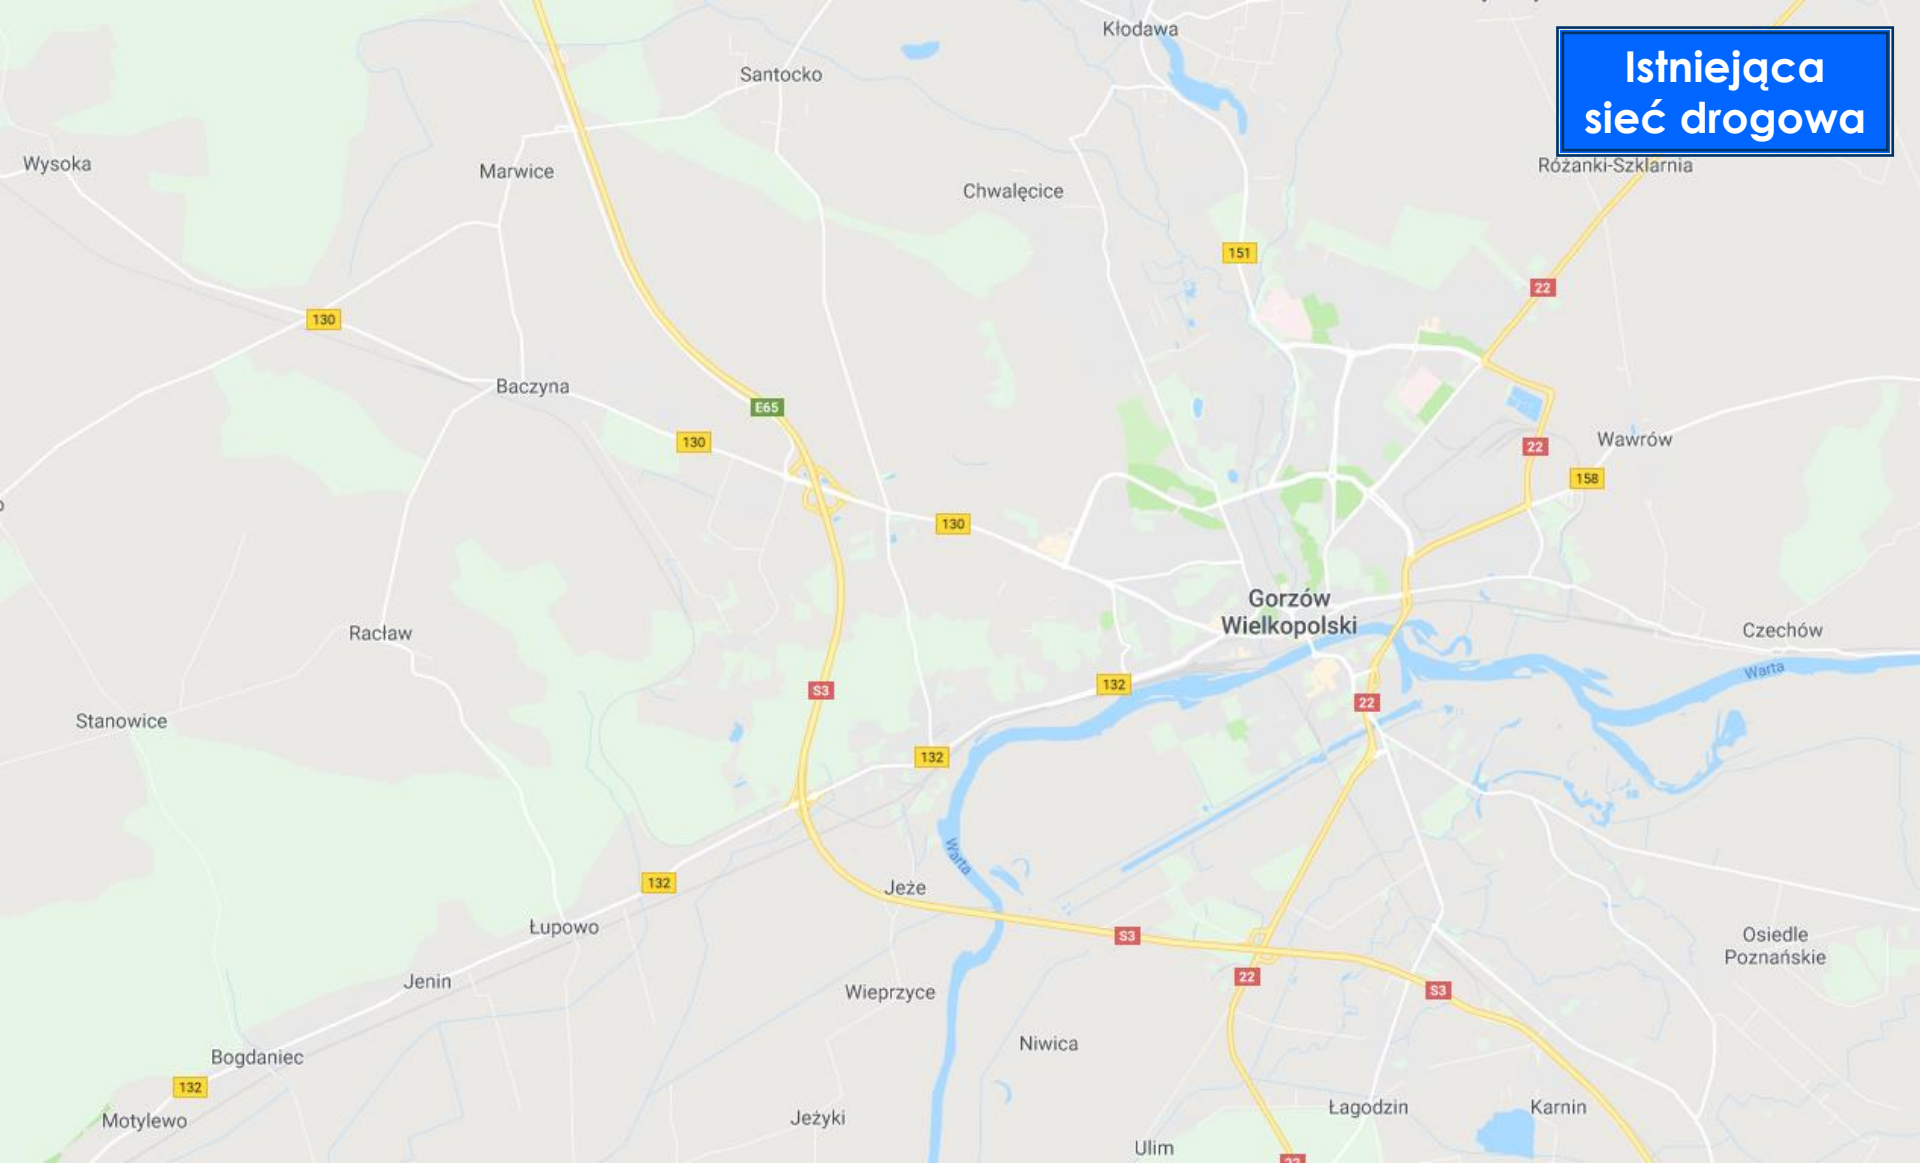 Kłodawa
Istniejąca
sieć drogowa
Santocko
Wysoka
Marwice
Różanki-Szklarnia
Chwalęcice
151
22
130
Baczyna
E65
130
22
Wawrów
158
130
Gorzów
Wielkopolski
Racław
Czechów
Warta
132
S3
22
Stanowice
132
Warta
132
Jeże
Łupowo
S3
Osiedle
Poznańskie
22
Jenin
S3
Wieprzyce
Niwica
Bogdaniec
132
Motylewo
Jeżyki
Łagodzin
Karnin
Ulim